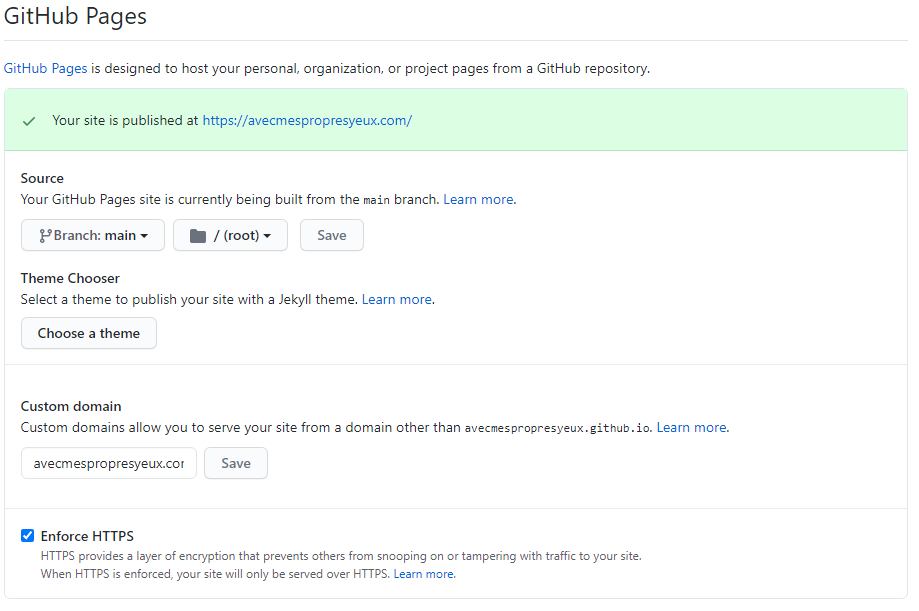 GitHub Pages
GitHub Pages is designed to host your personal, organization, or project pages from a GitHub repository.
Your site is published at https://avecmespropresyeux.com/
Source
Your GitHub Pages site is currently being built from the main branch. Learn more.
Branch: main / (root) Save
Theme Chooser
Select a theme to publish your site with a Jekyll theme. Learn more.
Choose a theme
Custom domain
Custom domains allow you to serve your site from a domain other than avecmespropresyeux.github.io. Learn more.
avecmespropresyeux.cor Save
Enforce HTTPS
HTTPS provides a layer of encryption that prevents others from snooping on or tampering with traffic to your site.
When HTTPS is enforced, your site will only be served over HTTPS. Learn more.